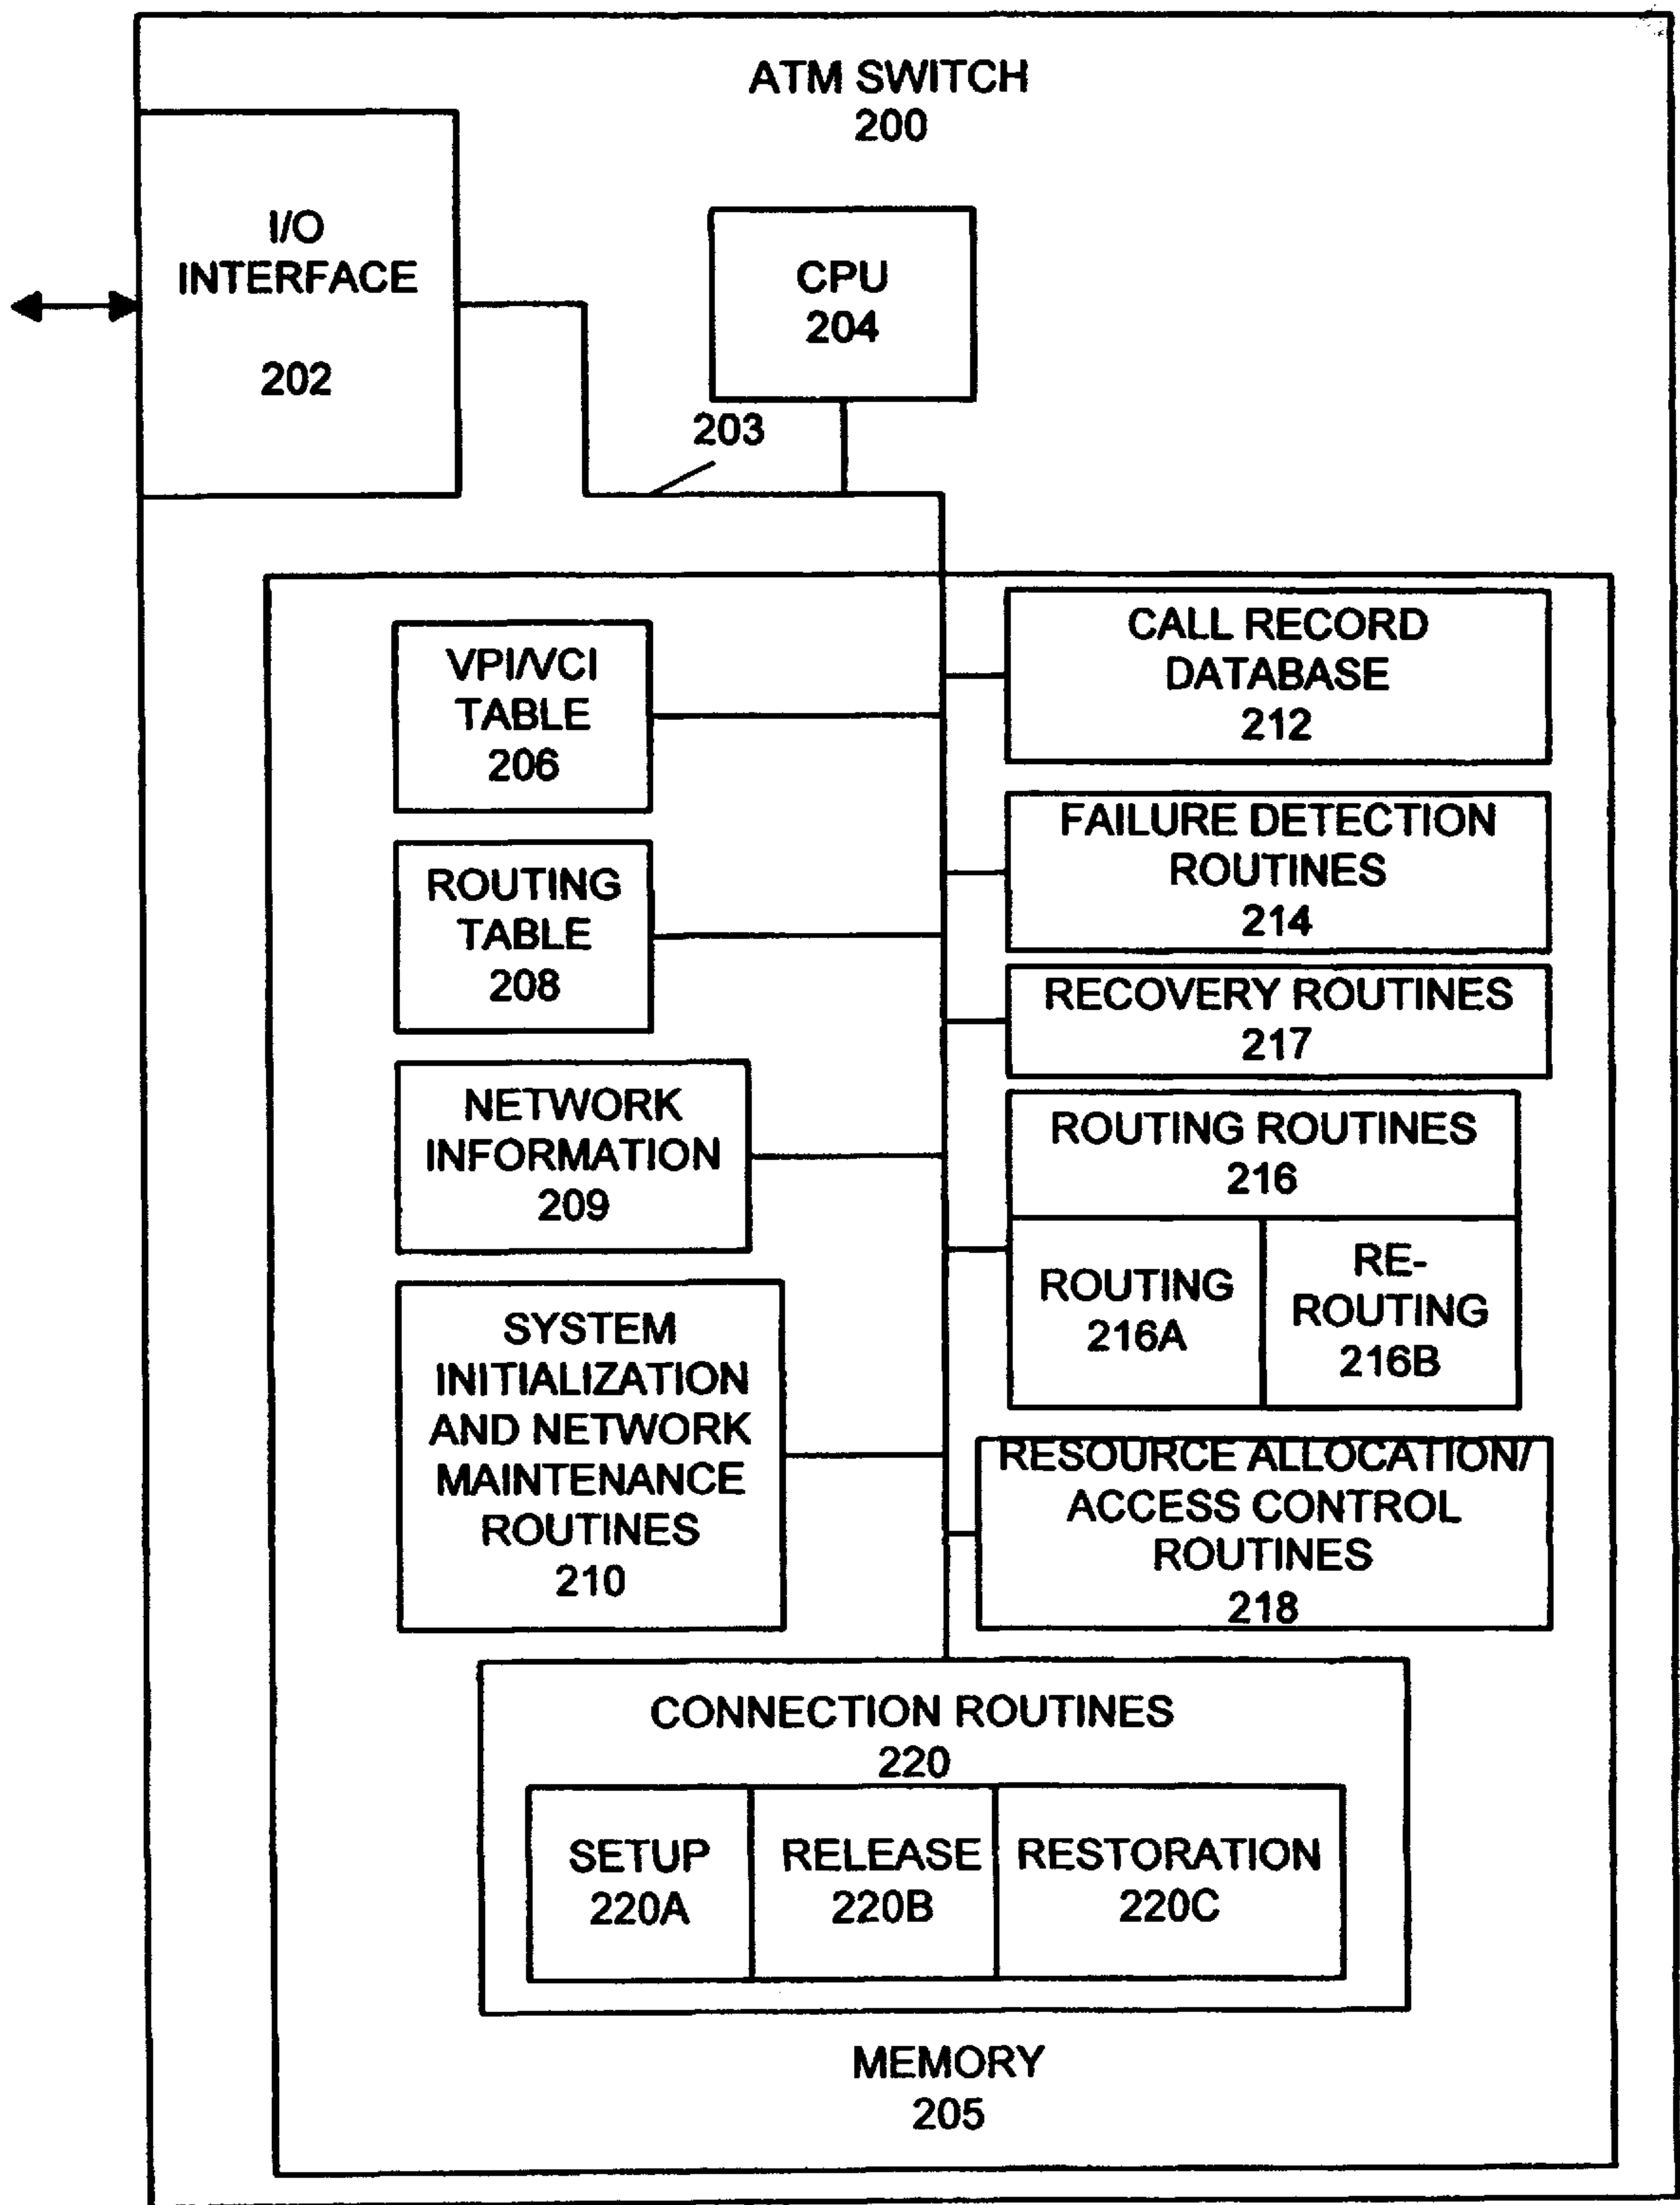 ATM SWITCH
200
I/O
INTERFACE
202
CPU
204
203
VPI/VCI
TABLE
206
ROUTING
TABLE
208
NETWORK
INFORMATION
209
SYSTEM
INITIALIZATION
AND NETWORK
MAINTENANCE
ROUTINES
210
CALL RECORD
DATABASE
212
FAILURE DETECTION
ROUTINES
214
RECOVERY ROUTINES
217
ROUTING ROUTINES
216
ROUTING
216A
RE-
ROUTING
216B
RESOURCE ALLOCATION/
ACCESS CONTROL
ROUTINES
218
CONNECTION ROUTINES
220
SETUP
220A
RELEASE
220B
RESTORATION
220C
MEMORY
205